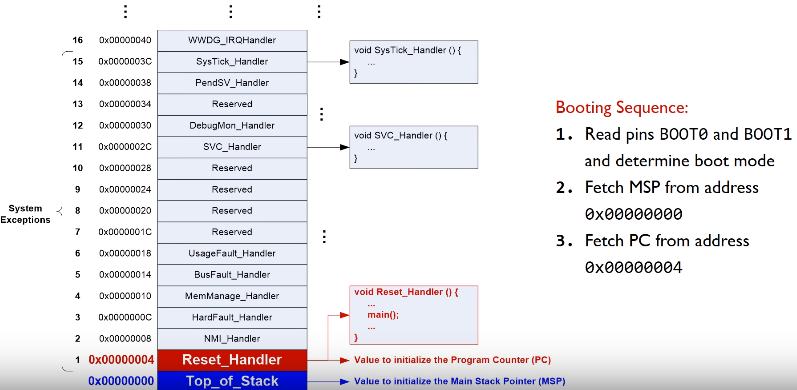 16 0x00000040 WWDG_IRQHandler
15 0x0000003C SysTick_Handler
14 0x00000038 PendSV_Handler
13 0x00000034 Reserved
12 0x00000030 DebugMon_Handler
11 0x0000002C SVC_Handler
10 0x00000028 Reserved
9 0x00000024 Reserved
8 0x00000020 Reserved
7 0x0000001C Reserved
6 0x00000018 UsageFault_Handler
5 0x00000014 BusFault_Handler
4 0x00000010 MemManage_Handler
3 0x0000000C HardFault_Handler
2 0x00000008 NMI_Handler
1 0x00000004 Reset_Handler
0x00000000 Top_of_Stack
System
Exceptions
void SysTick_Handler () {
...
}
void SVC_Handler () {
...
}
void Reset_Handler () {
...
main();
...
}
Value to initialize the Program Counter (PC)
Value to initialize the Main Stack Pointer (MSP)
Booting Sequence:
1. Read pins BOOT0 and BOOT1
and determine boot mode
2. Fetch MSP from address
0x00000000
3. Fetch PC from address
0x00000004